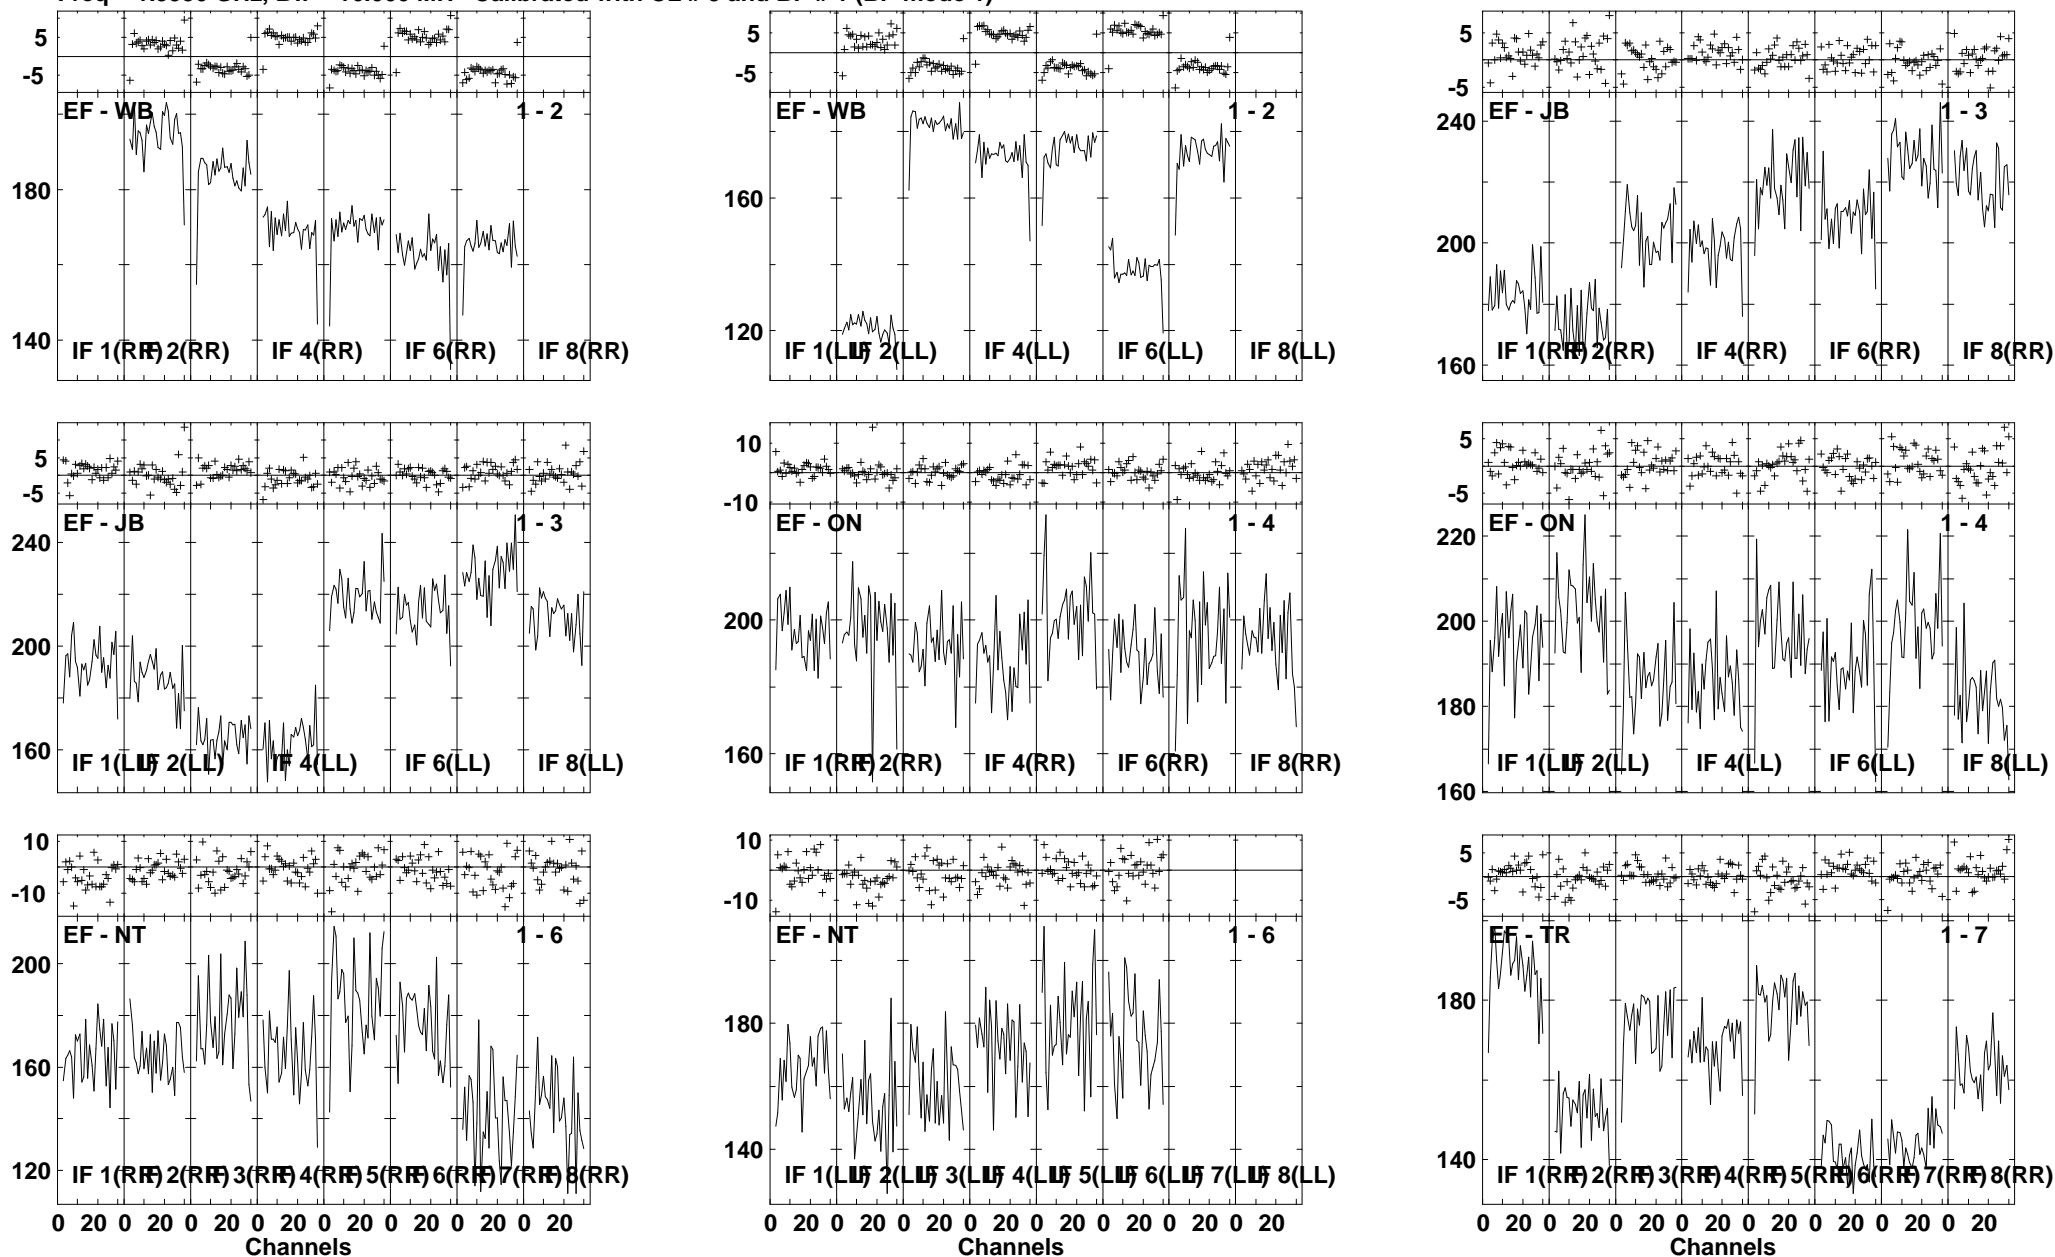 5
-5
EF - WB
1 - 2
180
140
IF 1(RR)
IF 2(RR)
IF 4(RR)
IF 6(RR)
IF 8(RR)
5
-5
EF - WB
1 - 2
160
120
IF 1(LL)
IF 2(LL)
IF 4(LL)
IF 6(LL)
IF 8(LL)
5
-5
EF - JB
1 - 3
240
200
160
IF 1(RR)
IF 2(RR)
IF 4(RR)
IF 6(RR)
IF 8(RR)
5
-5
EF - JB
1 - 3
240
200
160
IF 1(LL)
IF 2(LL)
IF 4(LL)
IF 6(LL)
IF 8(LL)
10
-10
EF - ON
1 - 4
200
160
IF 1(RR)
IF 2(RR)
IF 4(RR)
IF 6(RR)
IF 8(RR)
5
-5
EF - ON
1 - 4
220
200
180
160
IF 1(LL)
IF 2(LL)
IF 4(LL)
IF 6(LL)
IF 8(LL)
10
-10
EF - NT
1 - 6
200
160
120
IF 1(RR)
IF 2(RR)
IF 3(RR)
IF 4(RR)
IF 5(RR)
IF 6(RR)
IF 7(RR)
IF 8(RR)
0 20 0 20 0 20 0 20 0 20 0 20 0 20 0 20
Channels
10
-10
EF - NT
1 - 6
180
140
IF 1(LL)
IF 2(LL)
IF 3(LL)
IF 4(LL)
IF 5(LL)
IF 6(LL)
IF 7(LL)
IF 8(LL)
0 20 0 20 0 20 0 20 0 20 0 20 0 20 0 20
Channels
5
-5
EF - TR
1 - 7
180
140
IF 1(RR)
IF 2(RR)
IF 3(RR)
IF 4(RR)
IF 5(RR)
IF 6(RR)
IF 7(RR)
IF 8(RR)
0 20 0 20 0 20 0 20 0 20 0 20 0 20 0 20
Channels